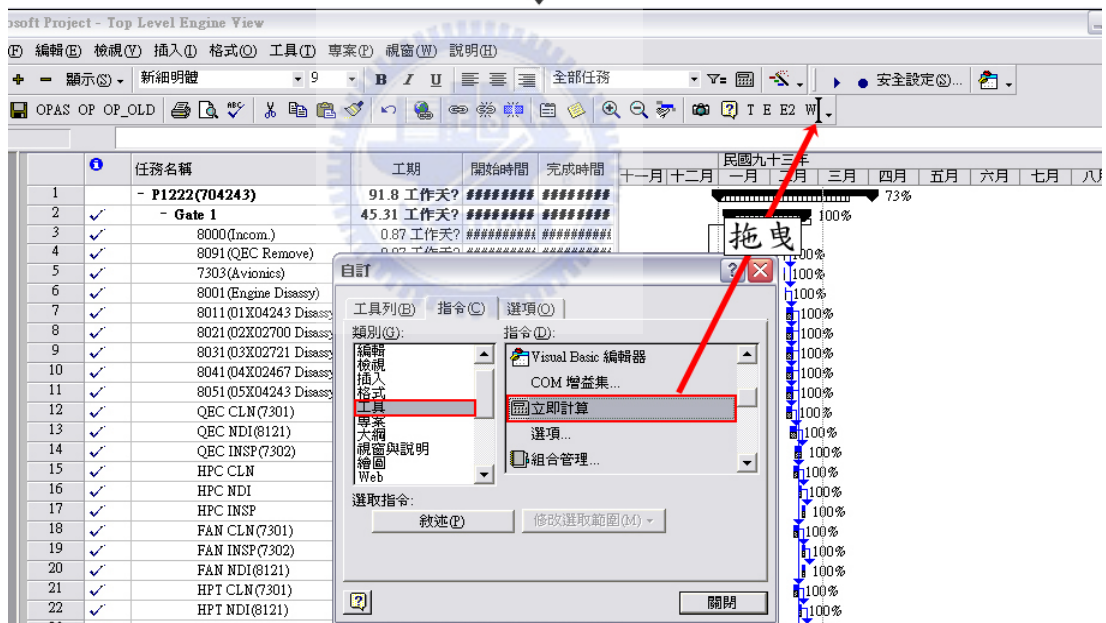 osoft Project - Top Level Engine View
(F) 編輯(E) 檢視(V) 插入(I) 格式(O) 工具(T) 專案(P) 視窗(W) 說明(H)
顯示(S) 新細明體 9 B I U 全部任務 安全設定(S)...
OPAS OP OP_OLD T E E2 W
任務名稱 工期 開始時間 完成時間
民國九十三年
十一月 十二月 一月 二月 三月 四月 五月 六月 七月
1 - P1222(704243) 91.8 工作天? ######## ######## 73%
2 - Gate 1 45.31 工作天? ######## ######## 100%
3 8000(Incom.) 0.87 工作天? ########## ##########
拖曳
4 8091(QEC Remove) 100%
5 7303(Avionics) 100%
6 8001(Engine Disassy) 100%
7 8011(01X04243 Disassy 100%
8 8021(02X02700 Disassy 100%
9 8031(03X02721 Disassy 100%
10 8041(04X02467 Disassy 100%
11 8051(05X04243 Disassy 100%
12 QEC CLN(7301) 100%
13 QEC NDI(8121) 100%
14 QEC INSP(7302) 100%
15 HPC CLN 100%
16 HPC NDI 100%
17 HPC INSP 100%
18 FAN CLN(7301) 100%
19 FAN INSP(7302) 100%
20 FAN NDI(8121) 100%
21 HPT CLN(7301) 100%
22 HPT NDI(8121) 100%
自訂
工具列(B) 指令(C) 選項(O)
類別(G): 指令(D):
編輯
檢視
插入
格式
工具
專案
大綱
視窗與說明
繪圖
Web
Visual Basic 編輯器
COM 增益集...
立即計算
選項...
組合管理...
選取指令:
敘述(P) 修改選取範圍(M)
關閉